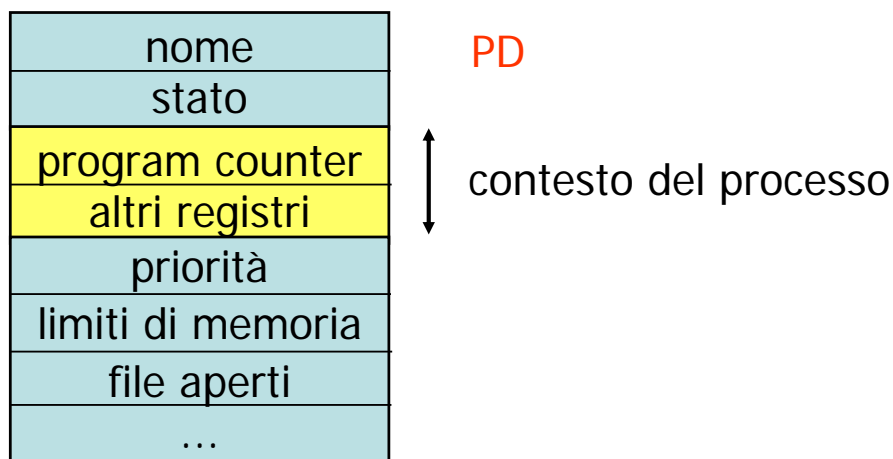 nome
PD
stato
program counter
contesto del processo
altri registri
priorità
limiti di memoria
file aperti
...